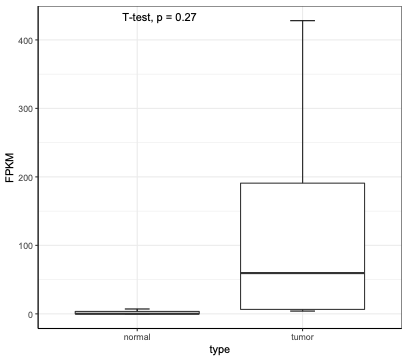 T-test, p = 0.27
400
300
200
100
0
FPKM
normal tumor
type